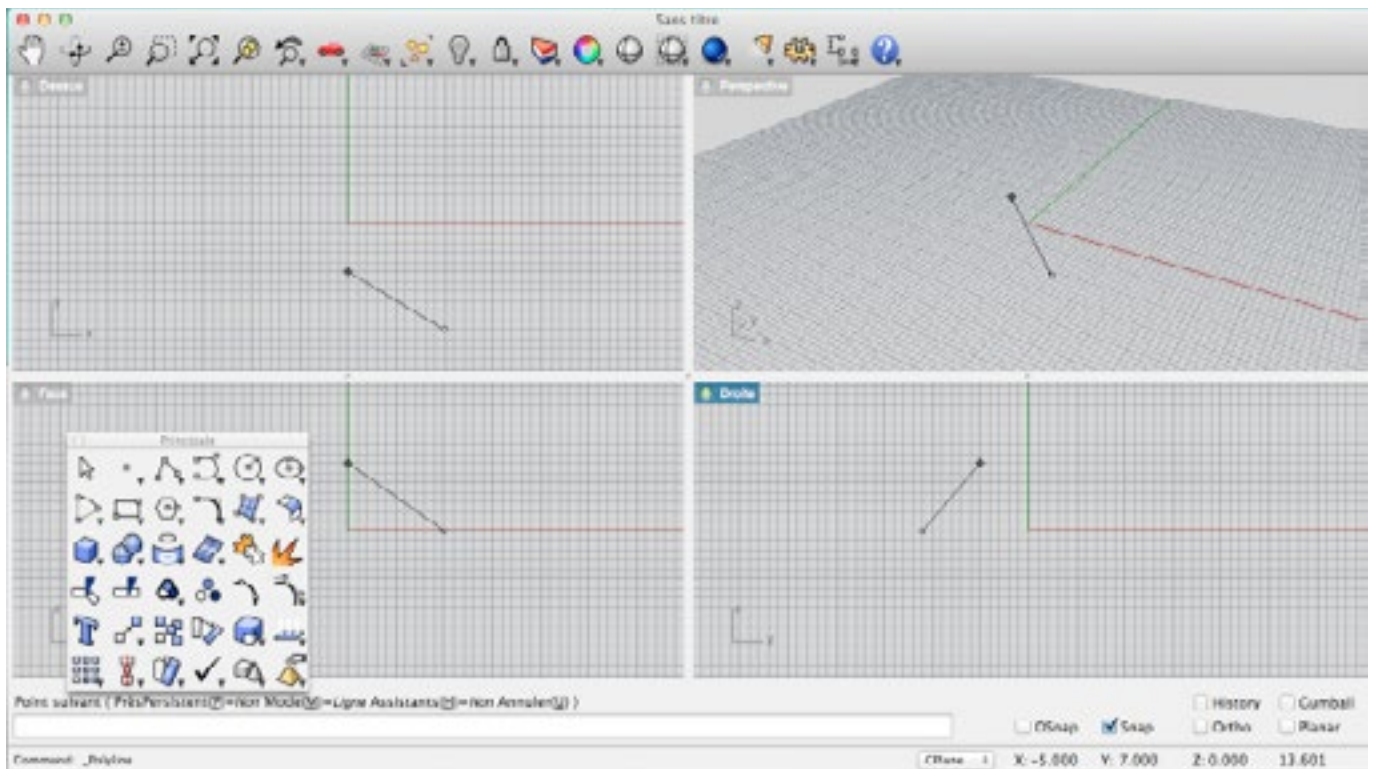 Sans titre
Dessus
Perspective
Face
Droite
Principale
Point suivant ( PrèsPersistent(P)=Non Mode(M)=Ligne Assistants(H)=Non Annuler(U) )
History
Gumball
OSnap
Snap
Ortho
Planar
Command: _Polyline
CPlane
X: -5.000
Y: 7.000
Z: 0.000
13.601